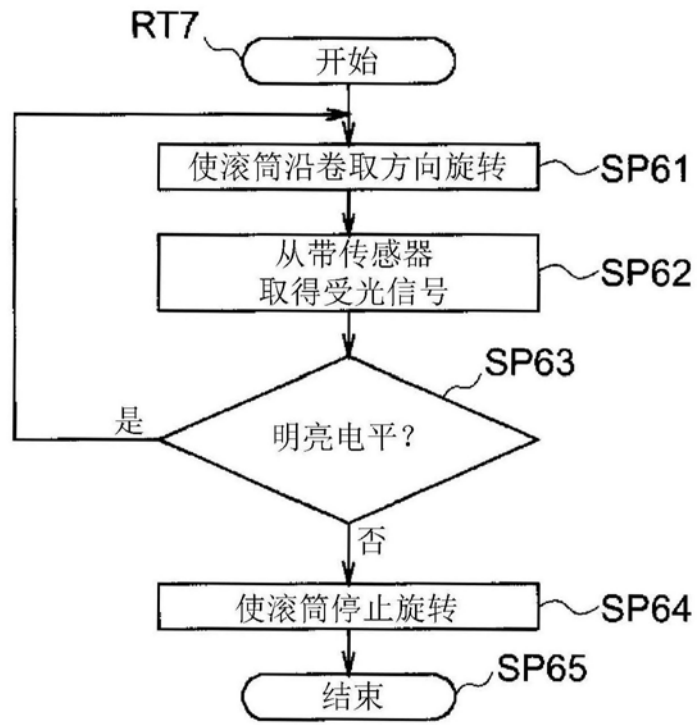 RT7
开始
使滚筒沿卷取方向旋转
SP61
从带传感器
取得受光信号
SP62
SP63
明亮电平?
是
否
使滚筒停止旋转
SP64
SP65
结束